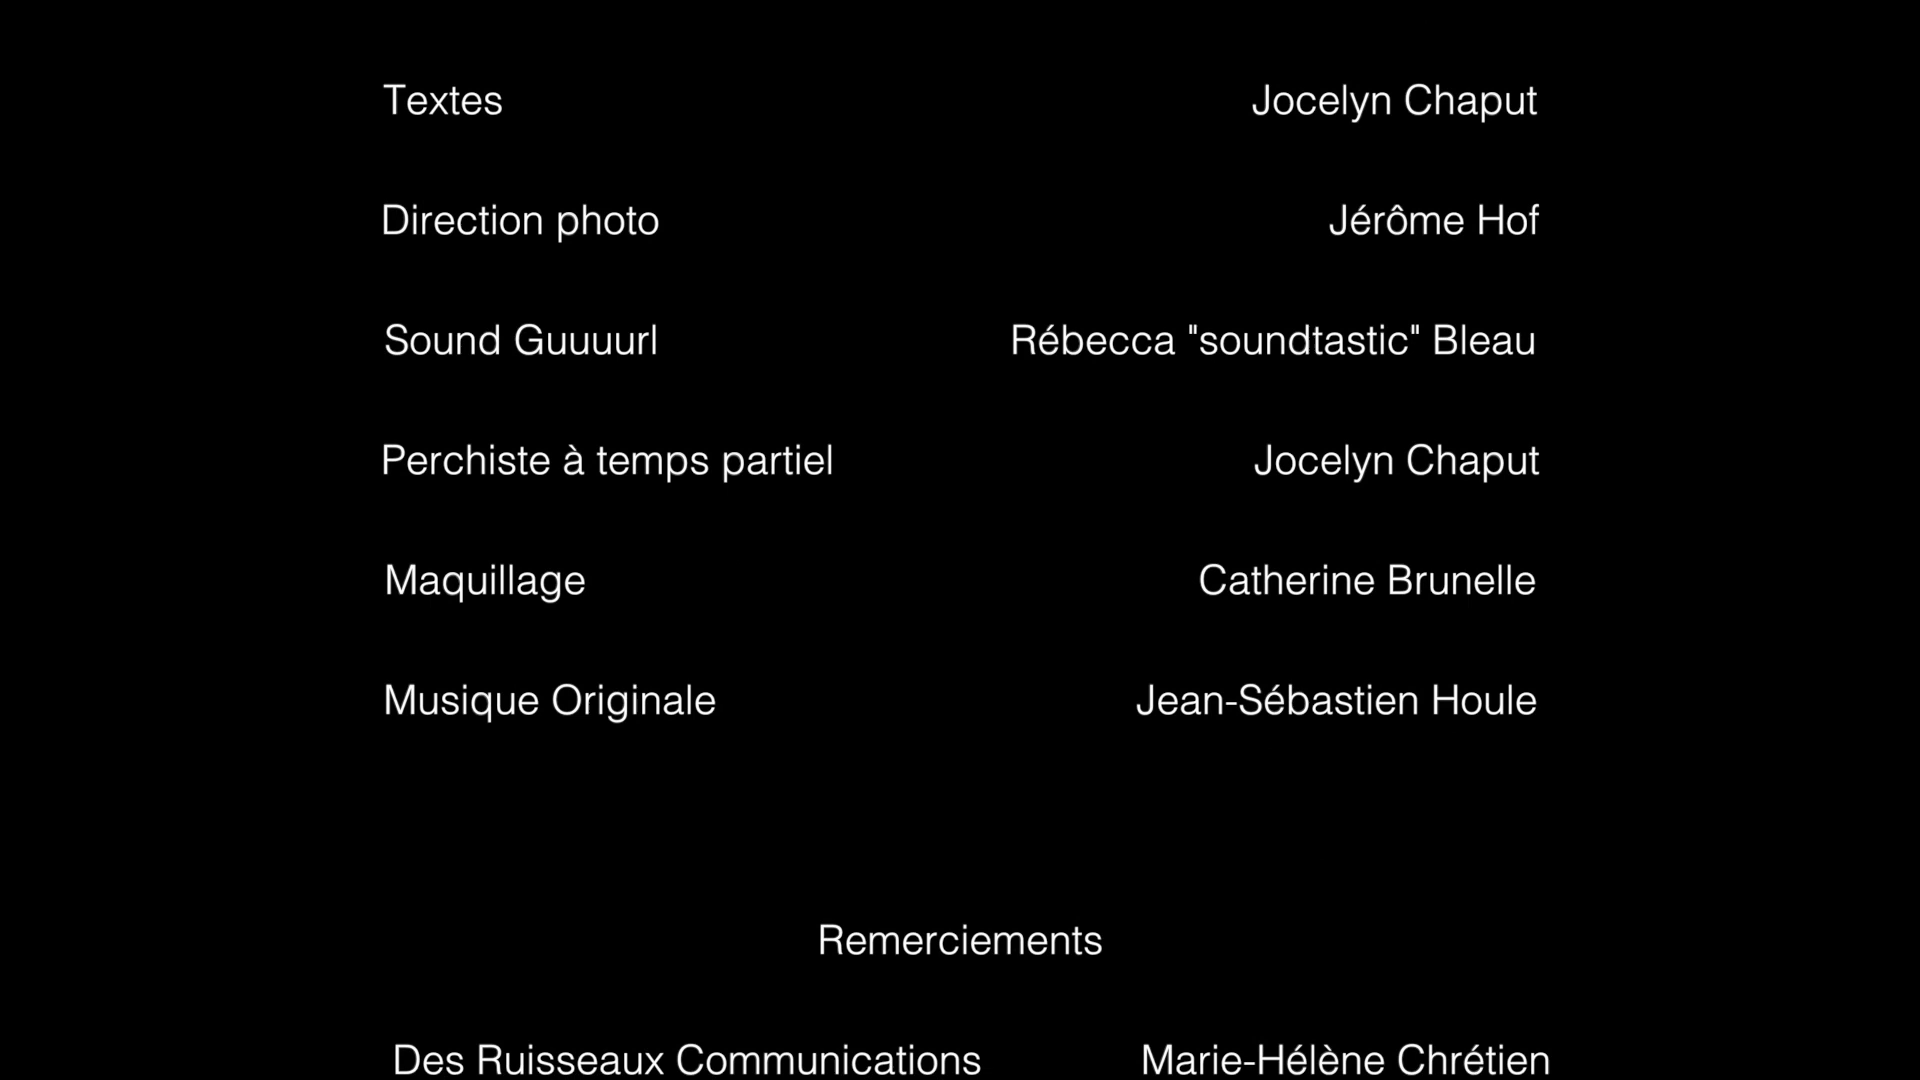 Textes Jocelyn Chaput
Direction photo Jérôme Hof
Sound Guuuurl Rébecca "soundtastic" Bleau
Perchiste à temps partiel Jocelyn Chaput
Maquillage Catherine Brunelle
Musique Originale Jean-Sébastien Houle
Remerciements
Des Ruisseaux Communications Marie-Hélène Chrétien